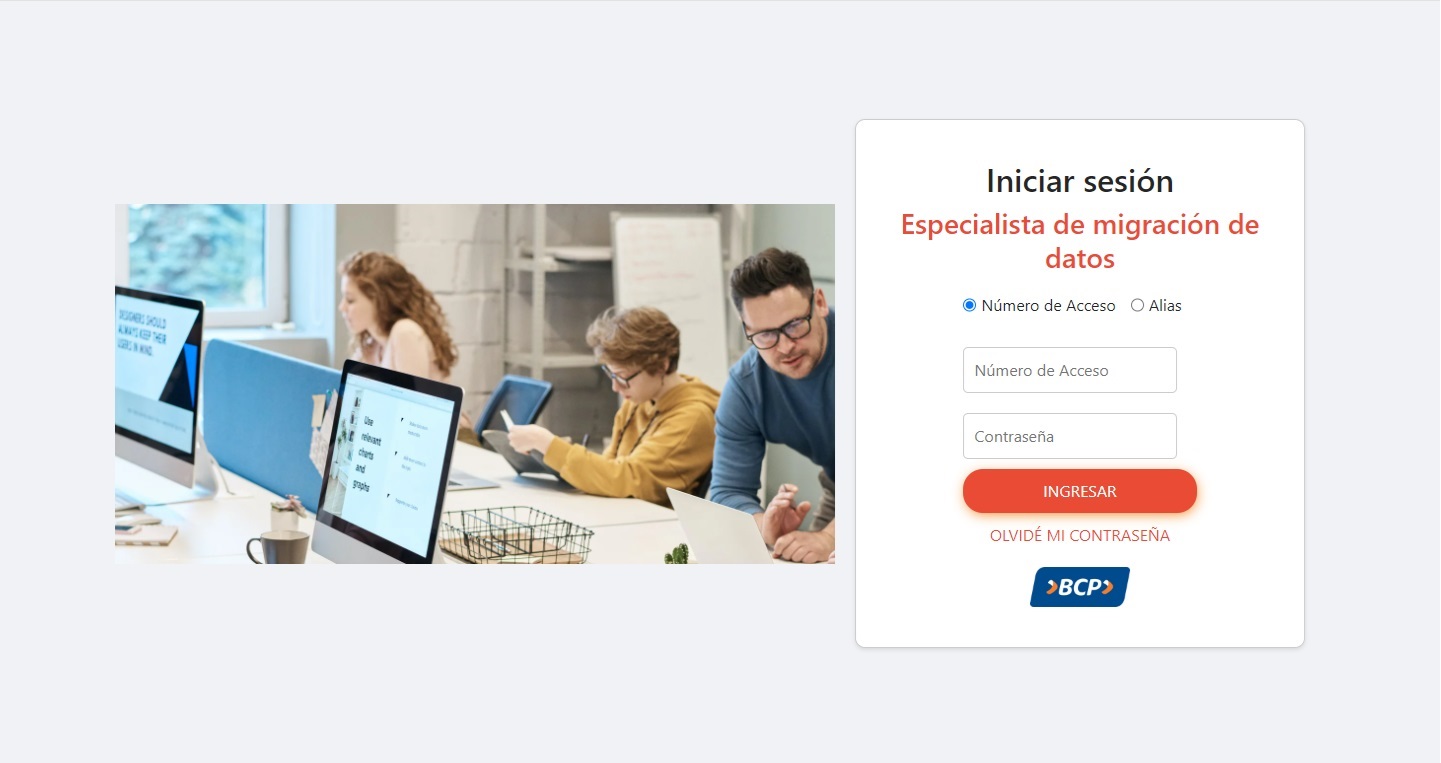 DESIGNERS SHOULD
ALWAYS KEEP THEIR
USERS IN MIND.
Use
relevant
charts
and
graphs
Iniciar sesión
Especialista de migración de
datos
Número de Acceso Alias
Número de Acceso
Contraseña
INGRESAR
OLVIDÉ MI CONTRASEÑA
BCP